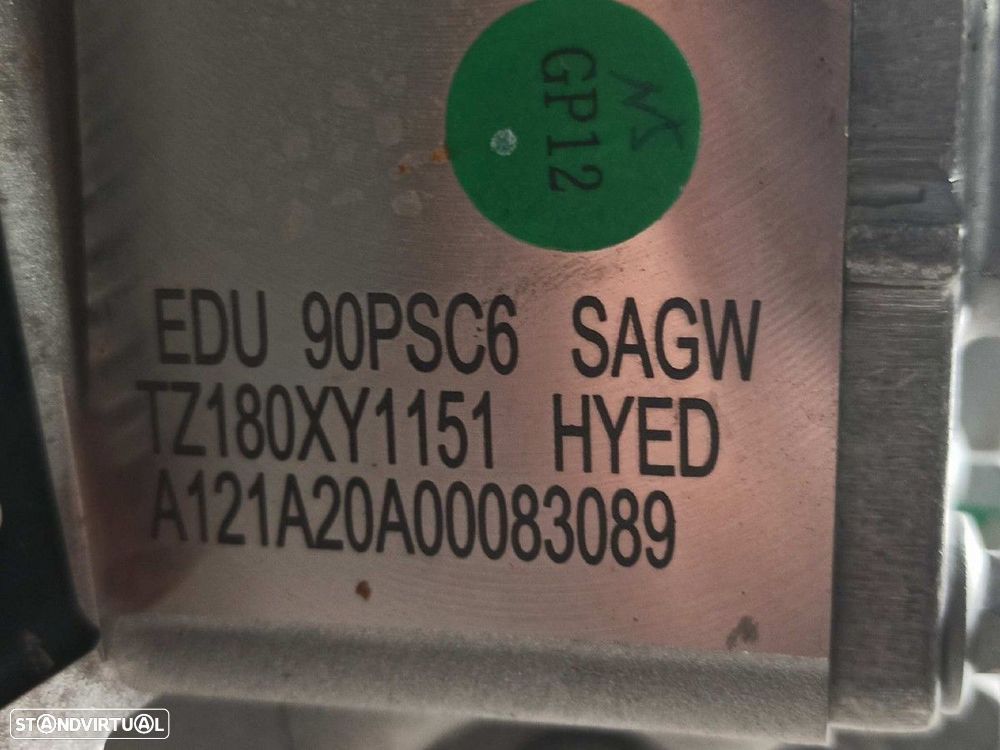 GP12
EDU 90PSC6 SAGW
TZ180XY1151 HYED
A121A20A00083089
STANDVIRTUAL